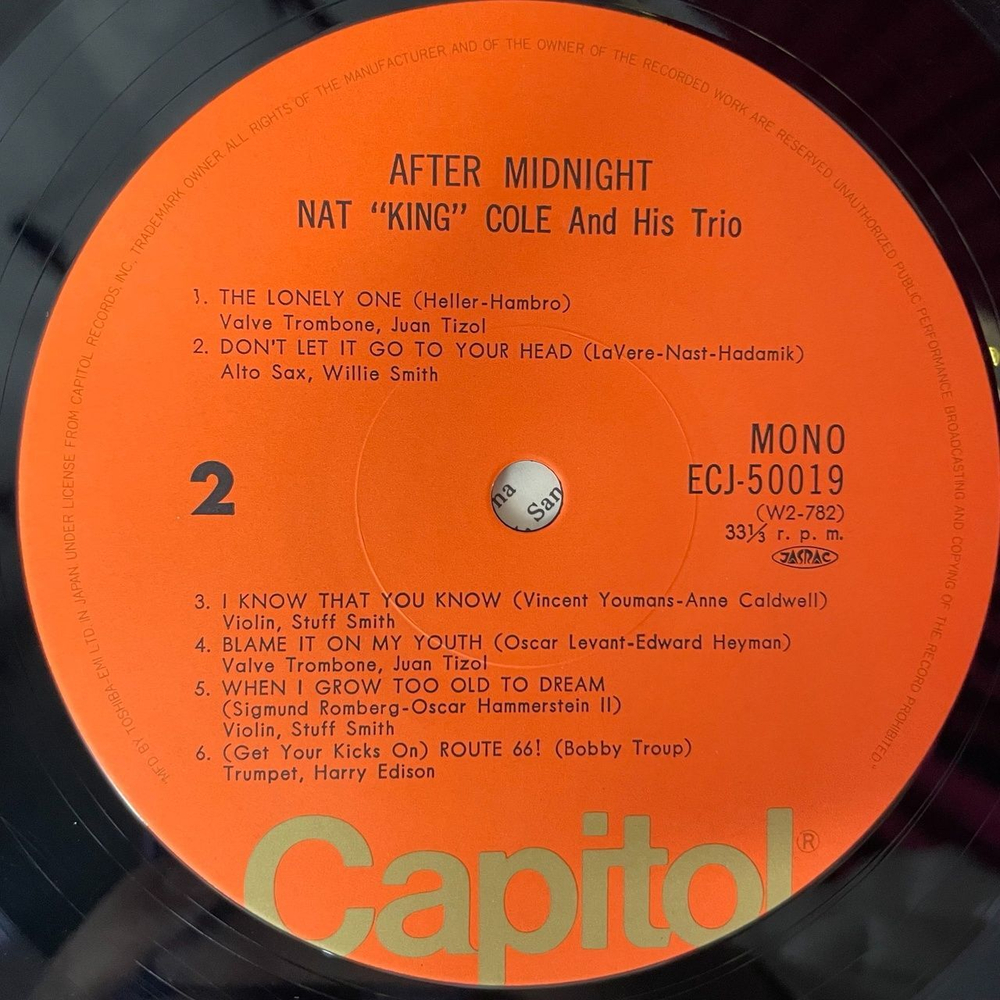 MFD BY TOSHIBA EMI LTD IN JAPAN UNDER LICENSE FROM CAPITOL RECORDS, INC., TRADEMARK OWNER ALL RIGHTS OF THE MANUFACTURER AND OF THE OWNER OF THE RECORDED WORK ARE RESERVED UNAUTHORIZED PUBLIC PERFORMANCE BROADCASTING AND COPYING OF THE RECORD PROHIBITED
AFTER MIDNIGHT
NAT “KING” COLE And His Trio
1. THE LONELY ONE (Heller-Hambro)
Valve Trombone, Juan Tizol
2. DON'T LET IT GO TO YOUR HEAD (LaVere-Nast-Hadamik)
Alto Sax, Willie Smith
2
na
San
MONO
ECJ-50019
(W2-782)
33⅓ r. p. m.
JASRAC
3. I KNOW THAT YOU KNOW (Vincent Youmans-Anne Caldwell)
Violin, Stuff Smith
4. BLAME IT ON MY YOUTH (Oscar Levant-Edward Heyman)
Valve Trombone, Juan Tizol
5. WHEN I GROW TOO OLD TO DREAM
(Sigmund Romberg-Oscar Hammerstein II)
Violin, Stuff Smith
6. (Get Your Kicks On) ROUTE 66! (Bobby Troup)
Trumpet, Harry Edison
Capitol®